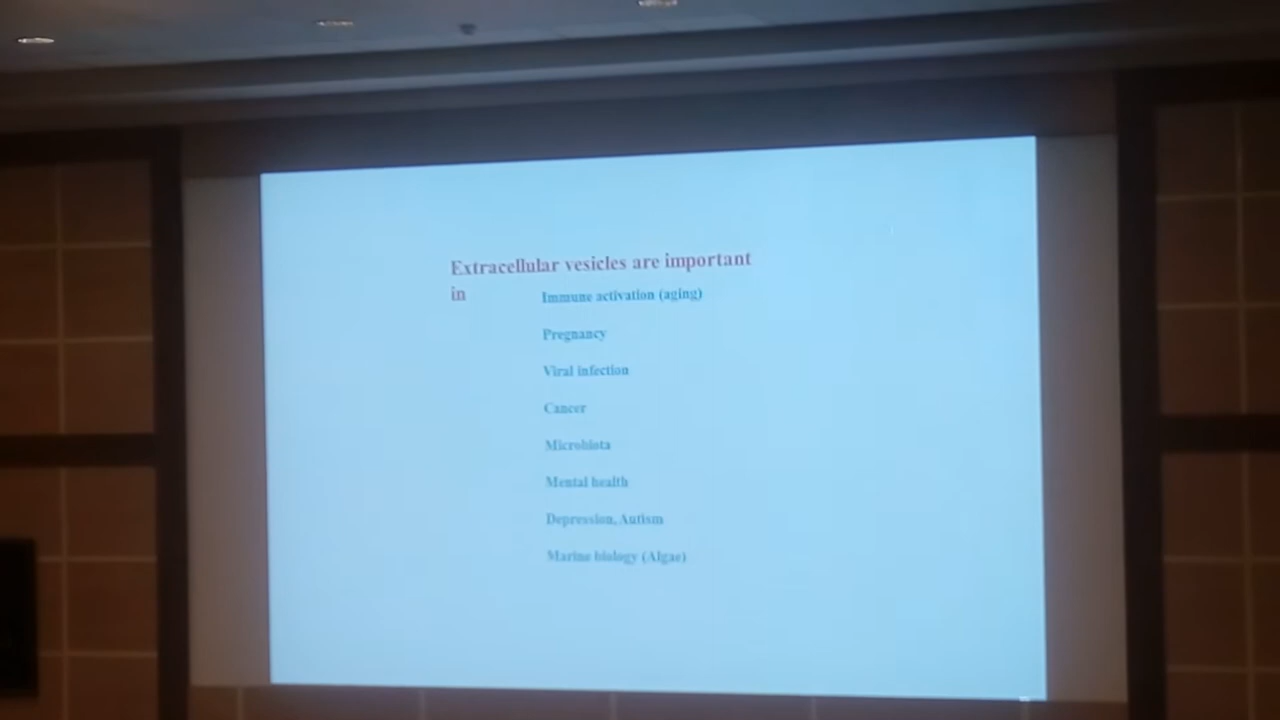 Extracellular vesicles are important
in
Immune activation (aging)
Pregnancy
Viral infection
Cancer
Microbiota
Mental health
Depression, Autism
Marine biology (Algae)